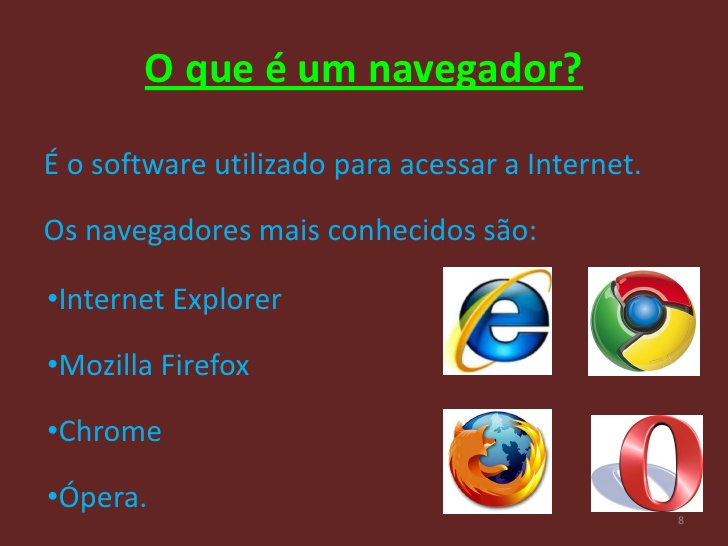 O que é um navegador?
É o software utilizado para acessar a Internet.
Os navegadores mais conhecidos são:
•Internet Explorer
•Mozilla Firefox
•Chrome
•Ópera.
8